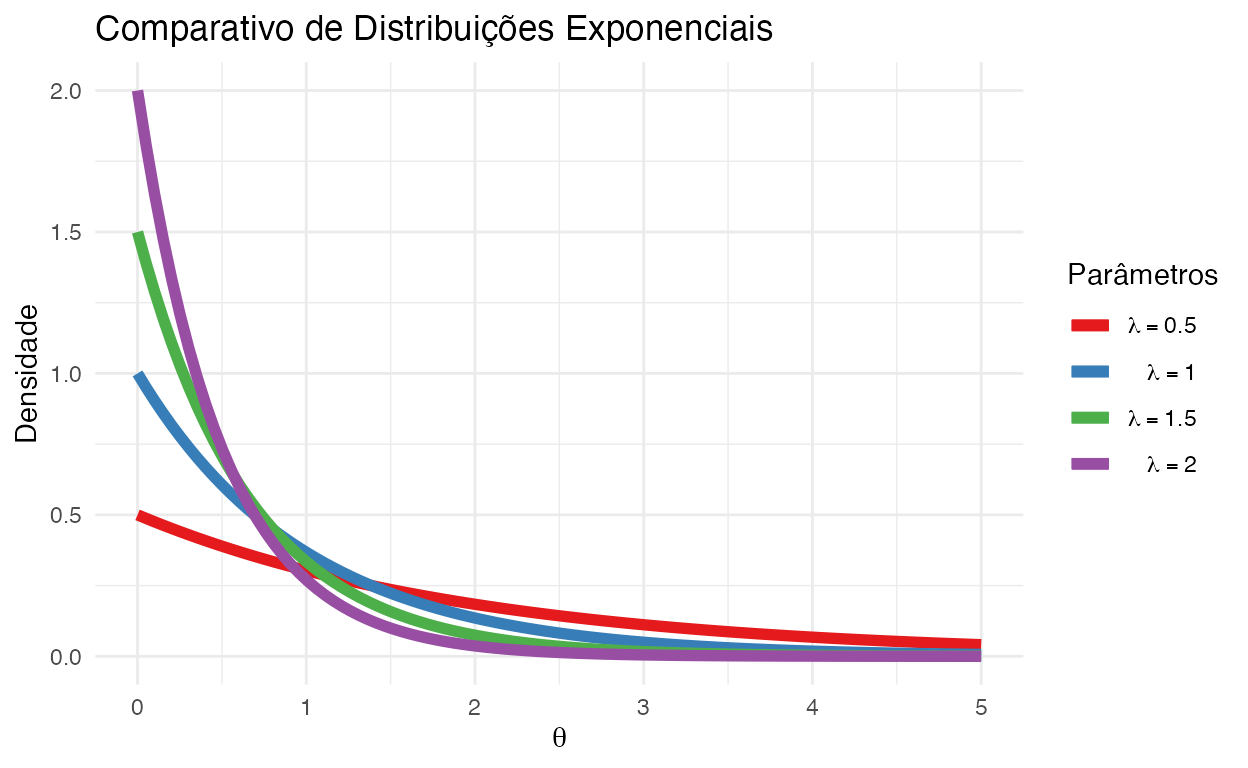 Comparativo de Distribuições Exponenciais
Densidade
2.0
1.5
1.0
0.5
0.0
0 1 2 3 4 5
θ
Parâmetros
λ = 0.5
λ = 1
λ = 1.5
λ = 2